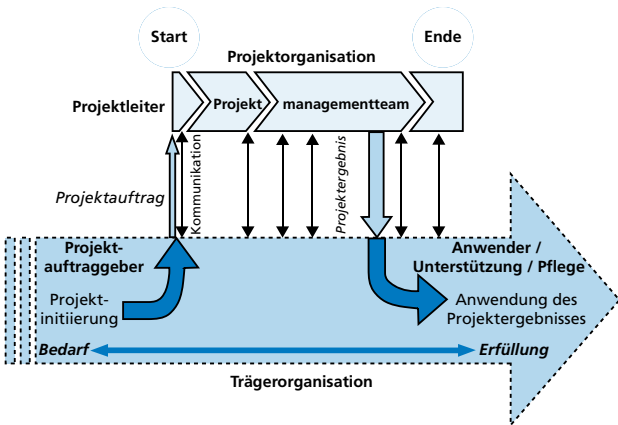 Start
Ende
Projektorganisation
Projektleiter
Projekt managementteam
Projektauftrag
Kommunikation
Projektergebnis
Projekt-
auftraggeber
Projekt-
initiierung
Anwender /
Unterstützung / Pflege
Anwendung des
Projektergebnisses
Bedarf
Erfüllung
Trägerorganisation